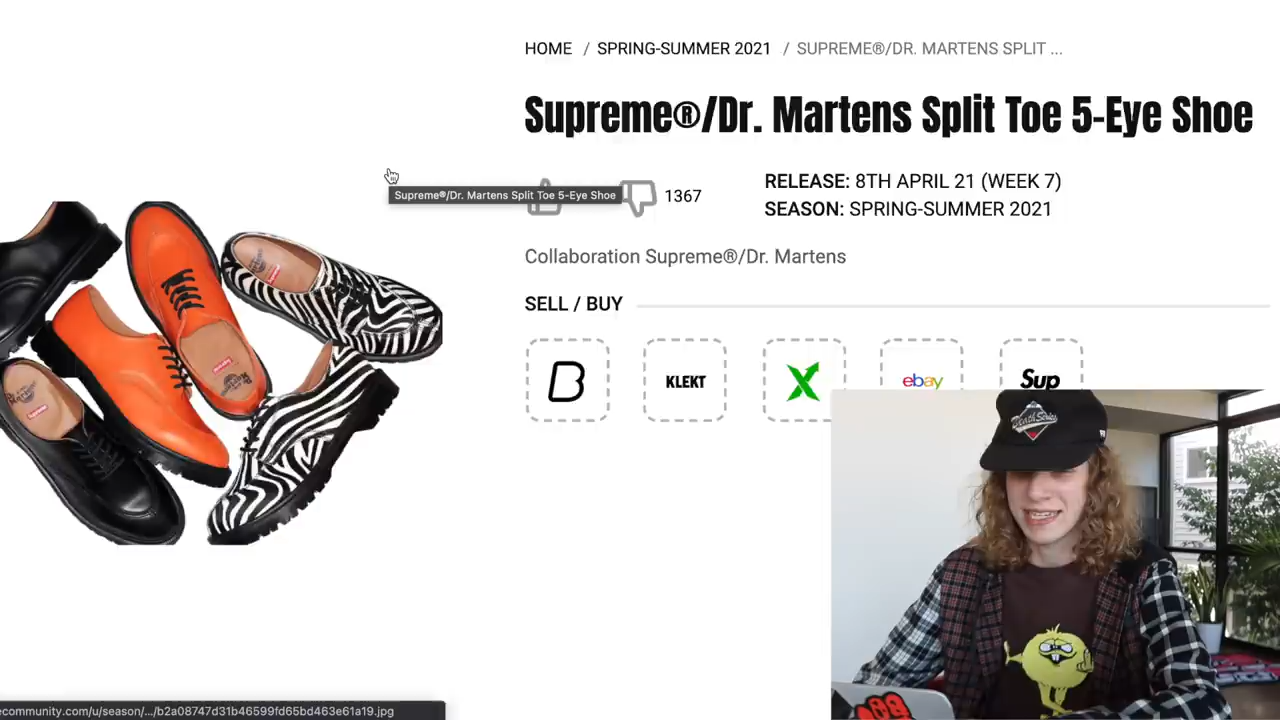 HOME / SPRING-SUMMER 2021 / SUPREME®/DR. MARTENS SPLIT ...
Supreme®/Dr. Martens Split Toe 5-Eye Shoe
Supreme®/Dr. Martens Split Toe 5-Eye Shoe
1367
RELEASE: 8TH APRIL 21 (WEEK 7)
SEASON: SPRING-SUMMER 2021
Collaboration Supreme®/Dr. Martens
SELL / BUY
B
KLEKT
X
ebay
Sup
ecommunity.com/u/season/.../b2a08747d31b46599fd65bd463e61a19.jpg